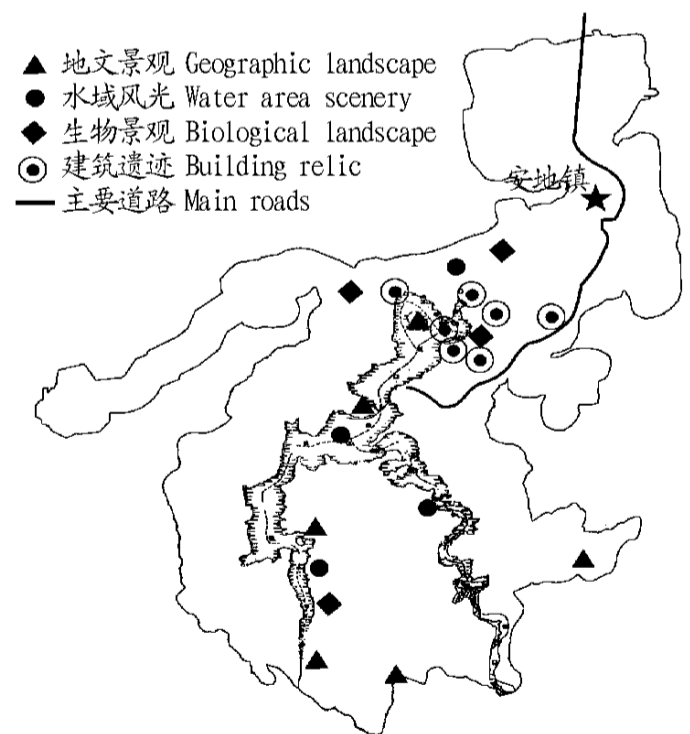 地文景观 Geographic landscape
水域风光 Water area scenery
生物景观 Biological landscape
建筑遗迹 Building relic
主要道路 Main roads
安地镇